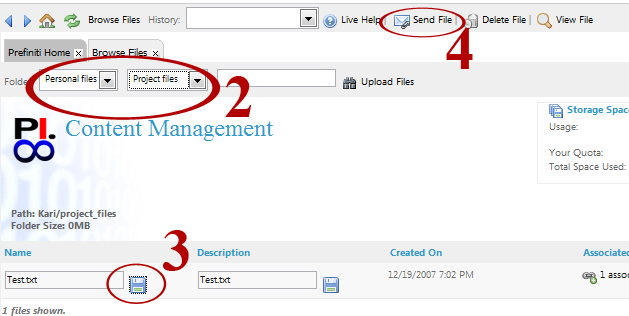 Browse Files History: Live Help | Send File | Delete File | View File
4
Prefiniti Home x Browse Files x
Folder Personal files Project files Upload Files
2
PI.
8
Content Management
Storage Space
Usage:
Your Quota:
Total Space Used:
Path: Kari/project_files
Folder Size: 0MB
3
Name Description Created On Associated
Test.txt Test.txt 12/19/2007 7:02 PM 1 assoc
1 files shown.